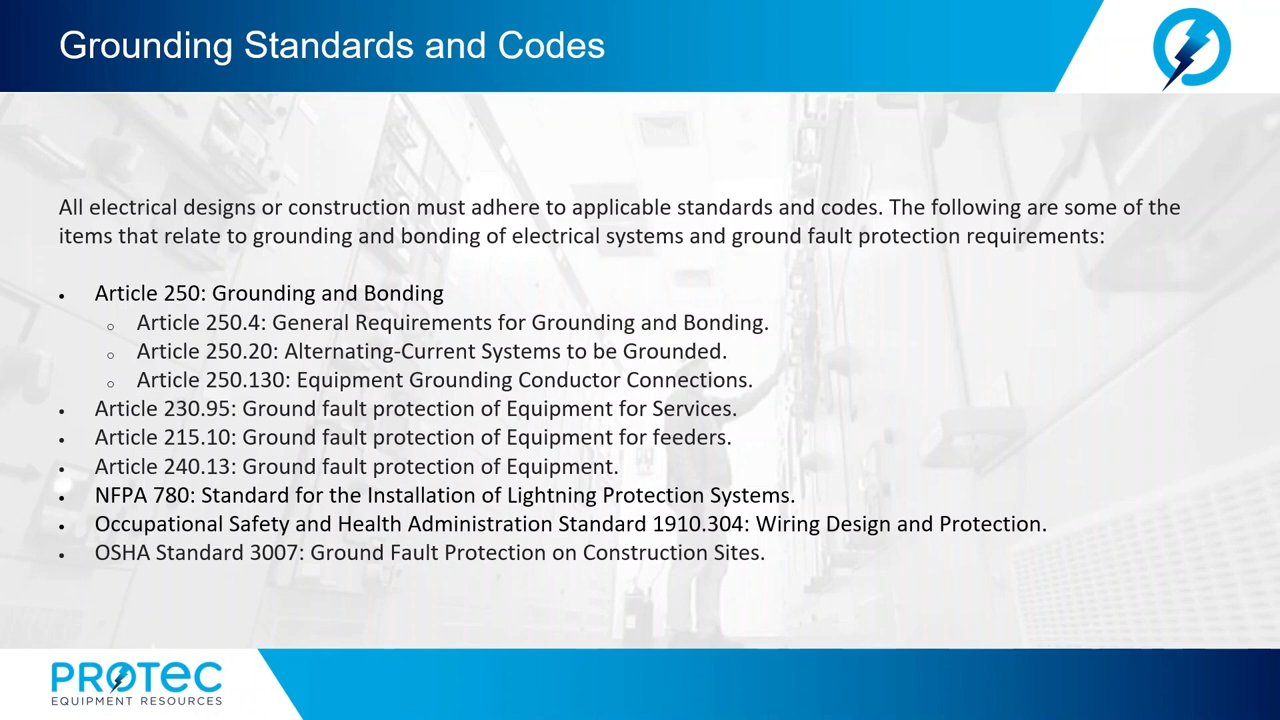 Grounding Standards and Codes
All electrical designs or construction must adhere to applicable standards and codes. The following are some of the
items that relate to grounding and bonding of electrical systems and ground fault protection requirements:
• Article 250: Grounding and Bonding
○ Article 250.4: General Requirements for Grounding and Bonding.
○ Article 250.20: Alternating-Current Systems to be Grounded.
○ Article 250.130: Equipment Grounding Conductor Connections.
• Article 230.95: Ground fault protection of Equipment for Services.
• Article 215.10: Ground fault protection of Equipment for feeders.
• Article 240.13: Ground fault protection of Equipment.
• NFPA 780: Standard for the Installation of Lightning Protection Systems.
• Occupational Safety and Health Administration Standard 1910.304: Wiring Design and Protection.
• OSHA Standard 3007: Ground Fault Protection on Construction Sites.
PROTEC
EQUIPMENT RESOURCES